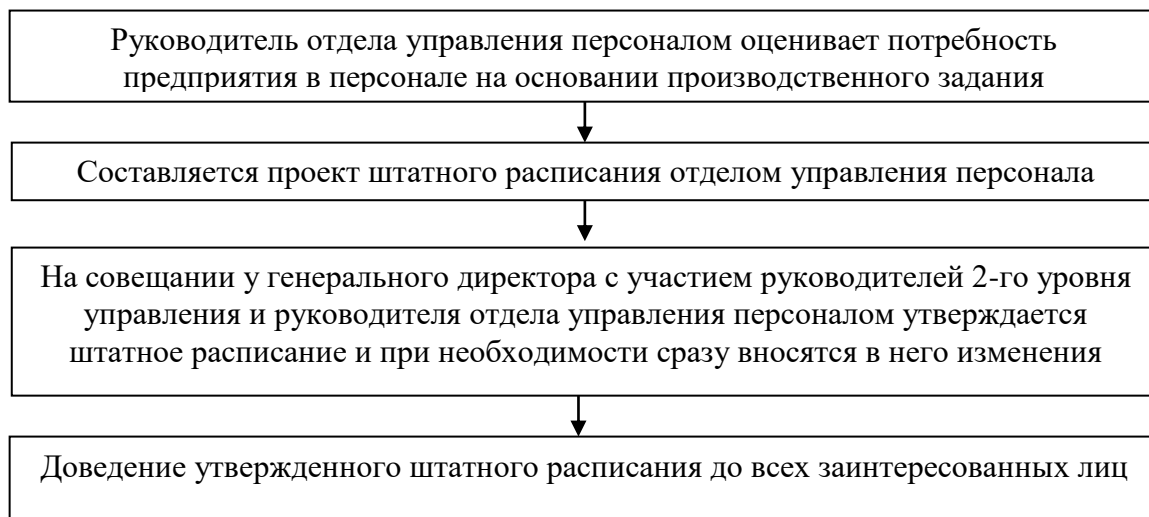 Руководитель отдела управления персоналом оценивает потребность
предприятия в персонале на основании производственного задания
Составляется проект штатного расписания отделом управления персонала
На совещании у генерального директора с участием руководителей 2-го уровня
управления и руководителя отдела управления персоналом утверждается
штатное расписание и при необходимости сразу вносятся в него изменения
Доведение утвержденного штатного расписания до всех заинтересованных лиц